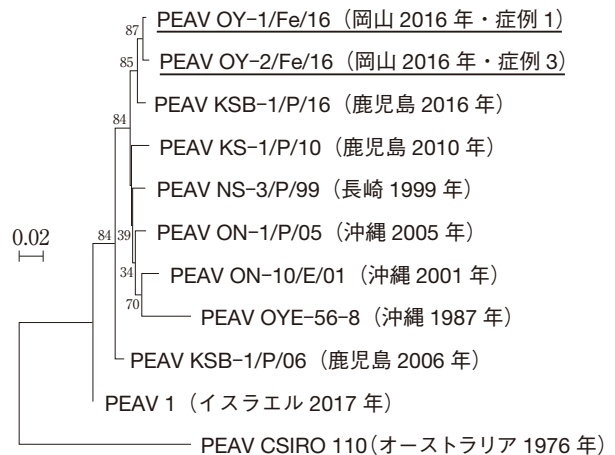 87
PEAV OY-1/Fe/16（岡山 2016 年・症例 1）
85
PEAV OY-2/Fe/16（岡山 2016 年・症例 3）
PEAV KSB-1/P/16（鹿児島 2016 年）
84
PEAV KS-1/P/10（鹿児島 2010 年）
PEAV NS-3/P/99（長崎 1999 年）
0.02
84
39
PEAV ON-1/P/05（沖縄 2005 年）
34
PEAV ON-10/E/01（沖縄 2001 年）
70
PEAV OYE-56-8（沖縄 1987 年）
PEAV KSB-1/P/06（鹿児島 2006 年）
PEAV 1（イスラエル 2017 年）
PEAV CSIRO 110（オーストラリア 1976 年）